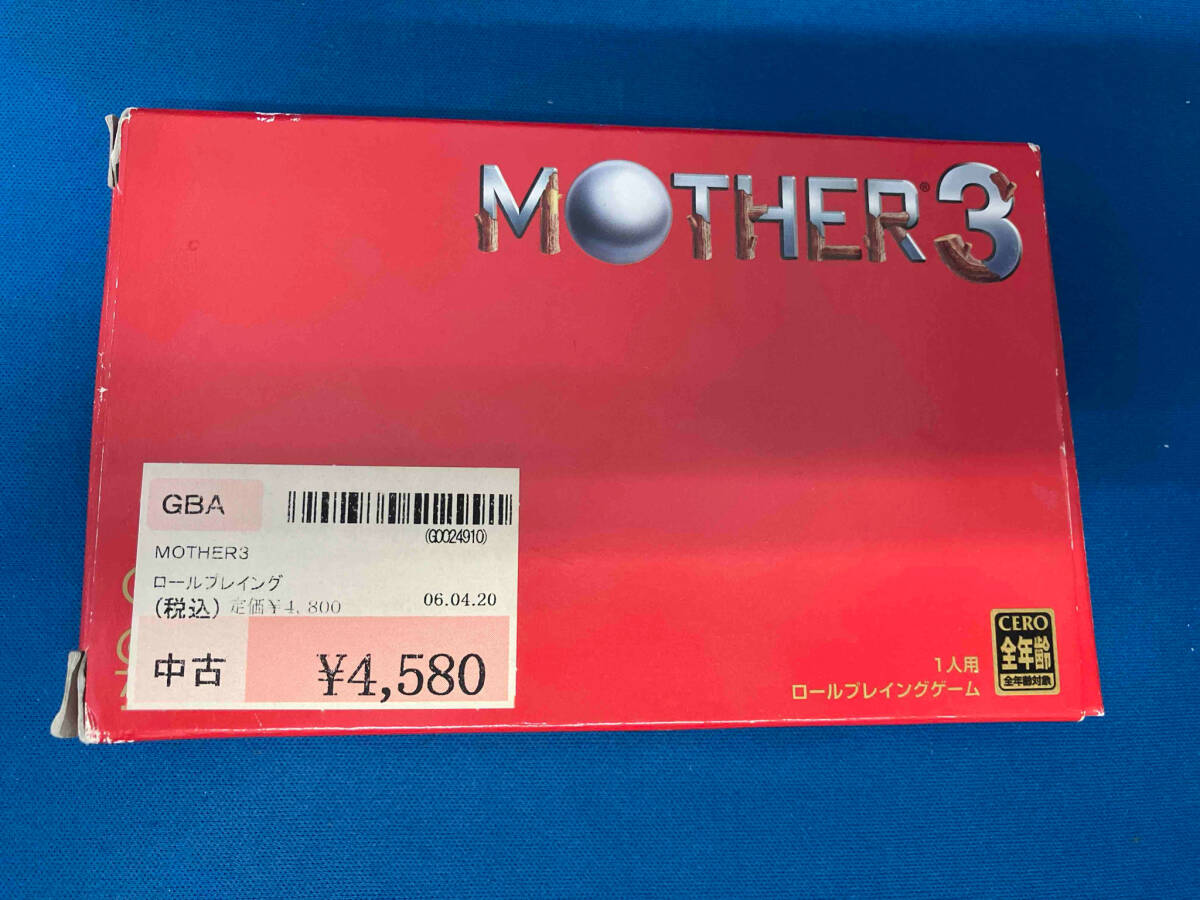 MOTHER® 3
GBA
(G0024910)
MOTHER3
ロールプレイング
(税込) 定価¥4,800
06.04.20
中古
¥4,580
1人用
ロールプレイングゲーム
CERO
全年齢
全年齢対象